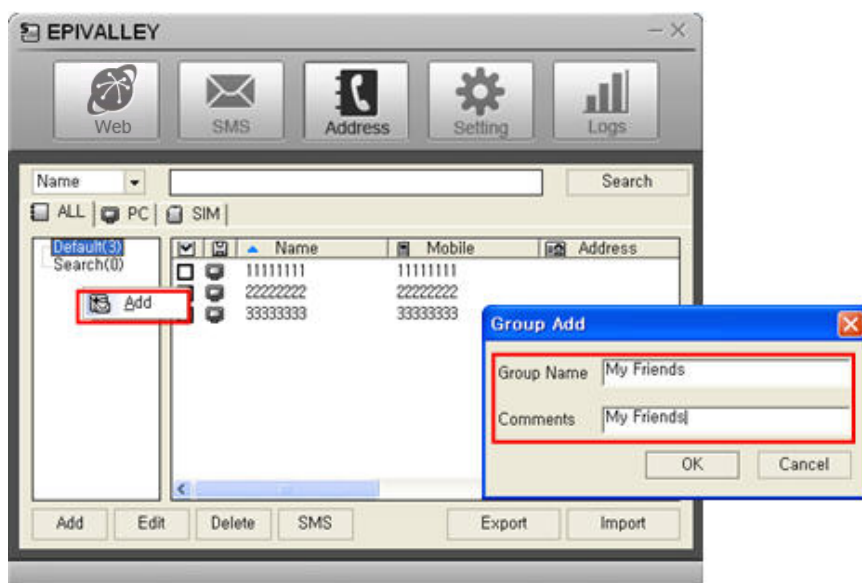 EPIVALLEY
Web SMS Address Setting Logs
Name Search
ALL PC SIM
Default(3) Name Mobile Address
Search(0) 11111111 11111111
22222222 22222222
Add 33333333 33333333
Group Add
Group Name My Friends
Comments My Friends
OK Cancel
Add Edit Delete SMS Export Import